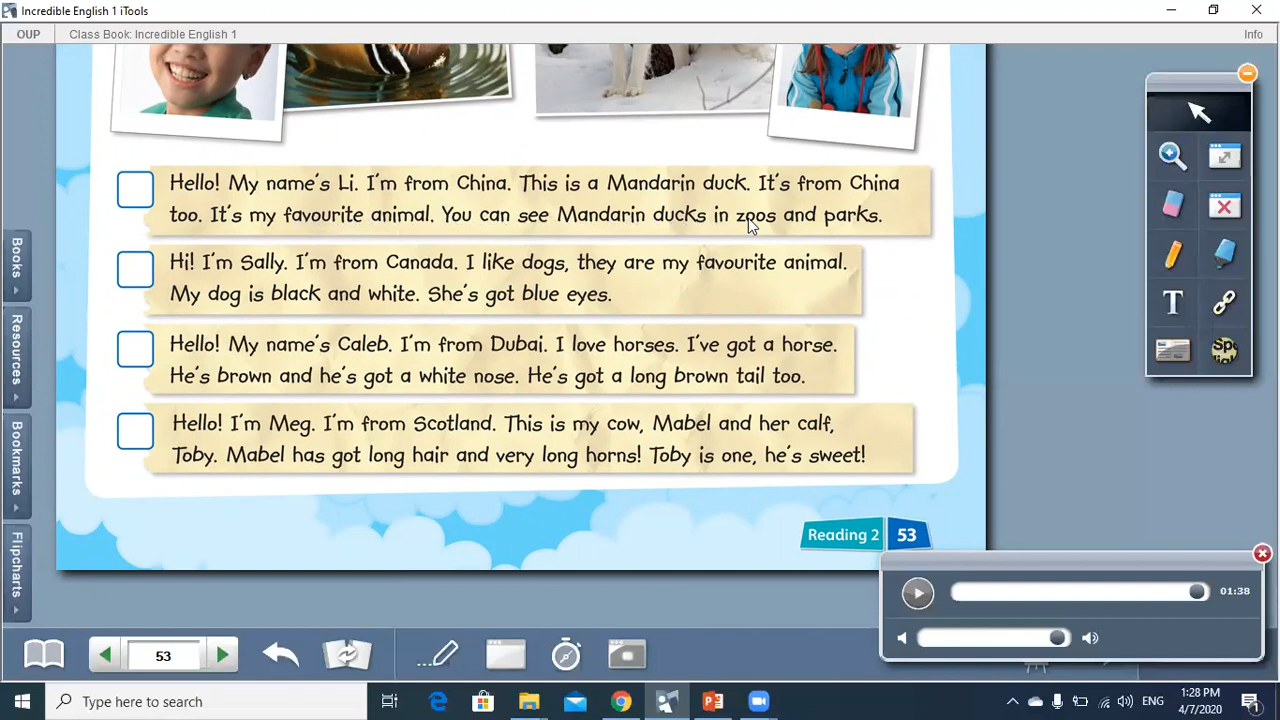 Incredible English 1 iTools
OUP
Class Book: Incredible English 1
Info
Hello! My name's Li. I'm from China. This is a Mandarin duck. It's from China
too. It's my favourite animal. You can see Mandarin ducks in zoos and parks.
Hi! I'm Sally. I'm from Canada. I like dogs, they are my favourite animal.
My dog is black and white. She's got blue eyes.
Hello! My name's Caleb. I'm from Dubai. I love horses. I've got a horse.
He's brown and he's got a white nose. He's got a long brown tail too.
Hello! I'm Meg. I'm from Scotland. This is my cow, Mabel and her calf,
Toby. Mabel has got long hair and very long horns! Toby is one, he's sweet!
Reading 2
53
Books
Resources
Bookmarks
Flipcharts
T
01:38
53
Type here to search
ENG
1:28 PM
4/7/2020
1